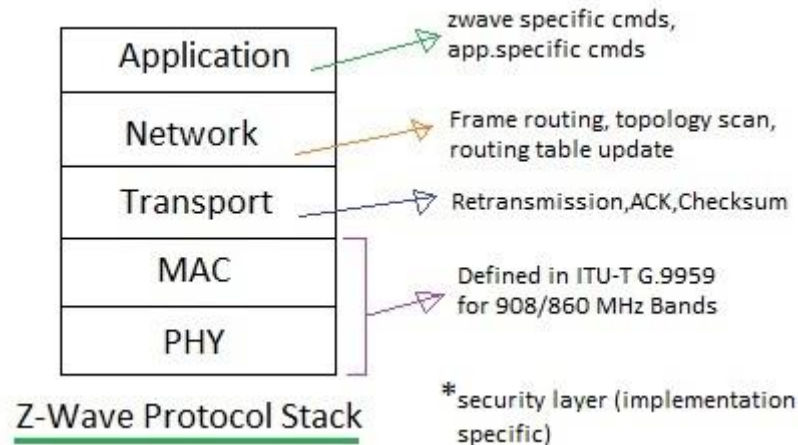 Application
zwave specific cmds,
app.specific cmds
Network
Frame routing, topology scan,
routing table update
Transport
Retransmission,ACK,Checksum
MAC
PHY
Defined in ITU-T G.9959
for 908/860 MHz Bands
Z-Wave Protocol Stack
*security layer (implementation
specific)